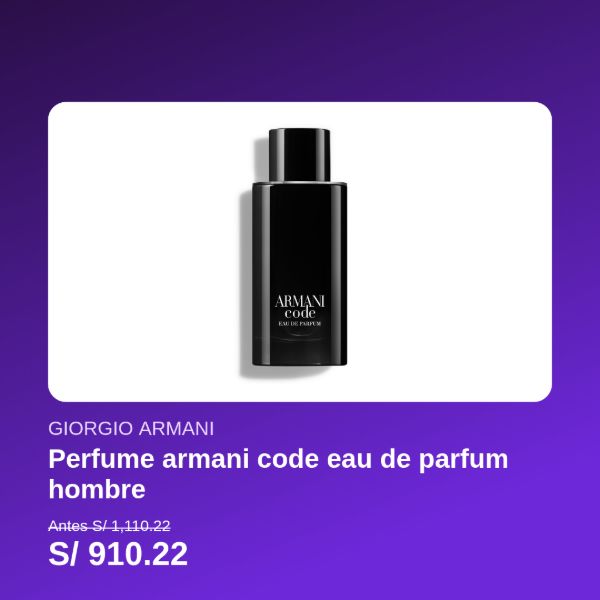 ARMANI
code
EAU DE PARFUM
GIORGIO ARMANI
Perfume armani code eau de parfum
hombre
Antes S/ 1,110.22
S/ 910.22